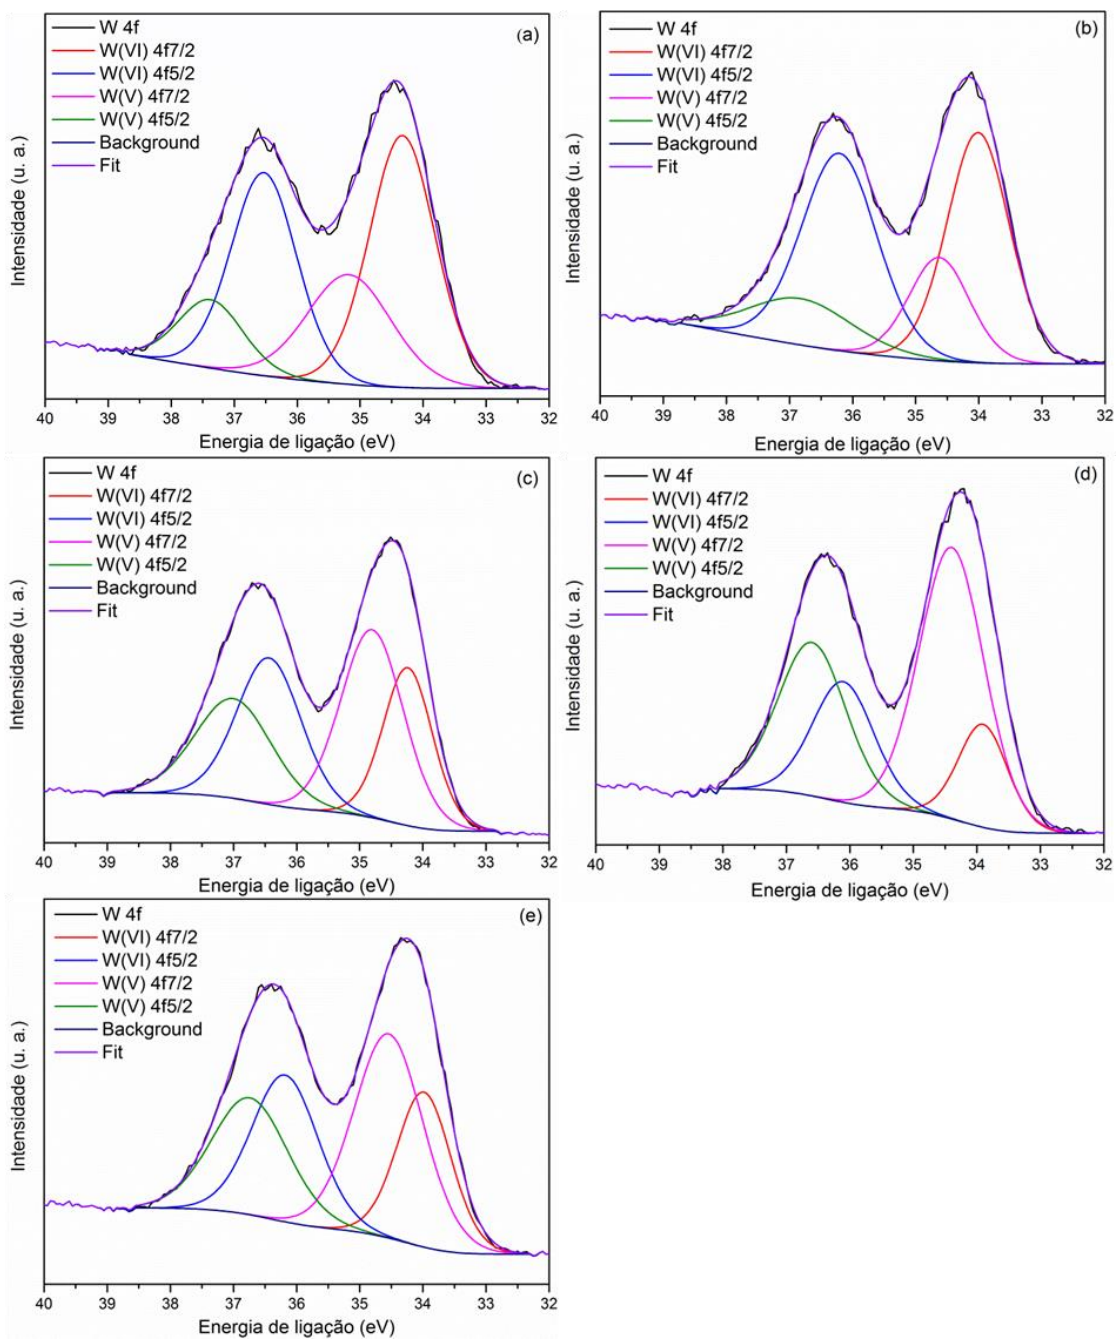 W 4f
W(VI) 4f7/2
W(VI) 4f5/2
W(V) 4f7/2
W(V) 4f5/2
Background
Fit
(a)
Intensidade (u. a.)
40 39 38 37 36 35 34 33 32
Energia de ligação (eV)
W 4f
W(VI) 4f7/2
W(VI) 4f5/2
W(V) 4f7/2
W(V) 4f5/2
Background
Fit
(b)
Intensidade (u. a.)
40 39 38 37 36 35 34 33 32
Energia de ligação (eV)
W 4f
W(VI) 4f7/2
W(VI) 4f5/2
W(V) 4f7/2
W(V) 4f5/2
Background
Fit
(c)
Intensidade (u. a.)
40 39 38 37 36 35 34 33 32
Energia de ligação (eV)
W 4f
W(VI) 4f7/2
W(VI) 4f5/2
W(V) 4f7/2
W(V) 4f5/2
Background
Fit
(d)
Intensidade (u. a.)
40 39 38 37 36 35 34 33 32
Energia de ligação (eV)
W 4f
W(VI) 4f7/2
W(VI) 4f5/2
W(V) 4f7/2
W(V) 4f5/2
Background
Fit
(e)
Intensidade (u. a.)
40 39 38 37 36 35 34 33 32
Energia de ligação (eV)